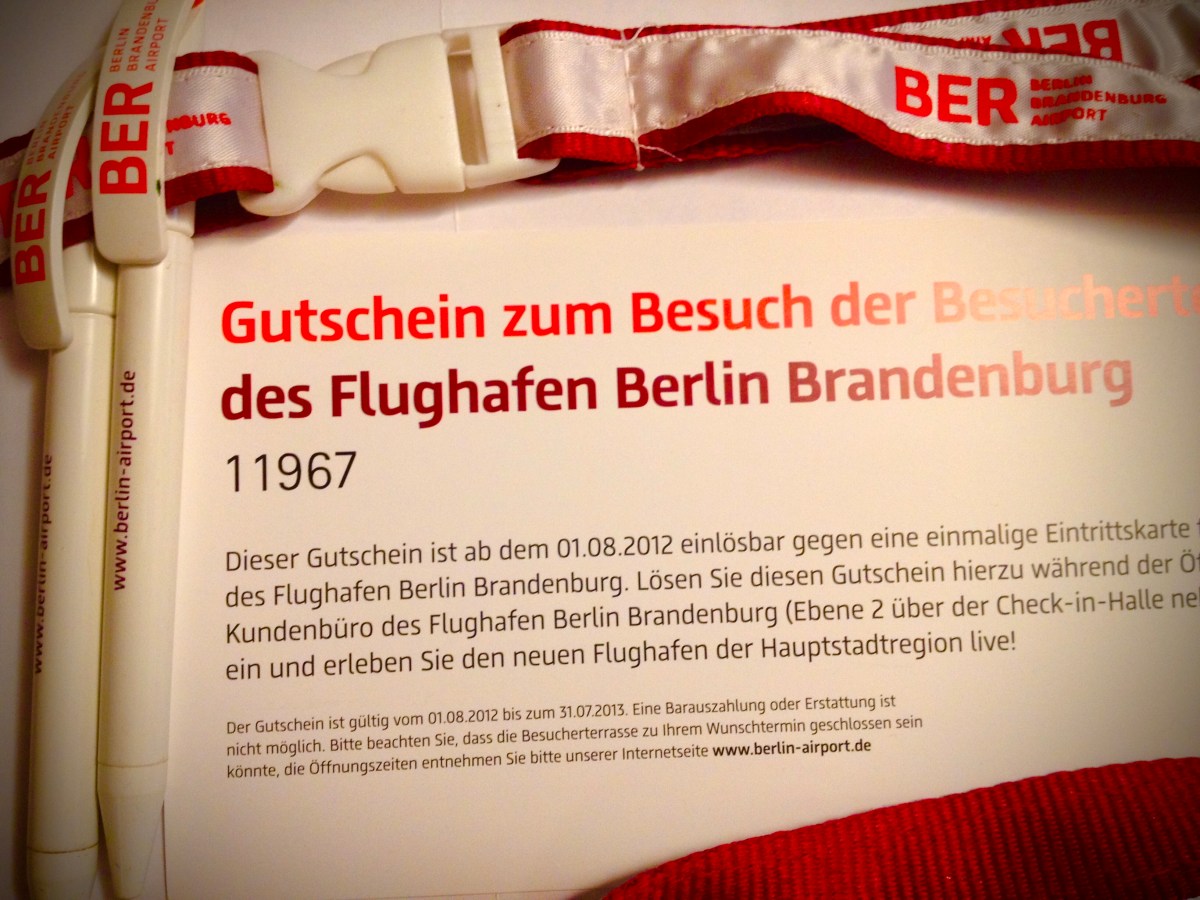 BER BERLIN
BRANDENBURG
AIRPORT
BER BERLIN
BRANDENBURG
AIRPORT
BER BERLIN
BRANDENBURG
AIRPORT
BER
www.berlin-airport.de
www.berlin-airport.de
Gutschein zum Besuch der Besuchert
des Flughafen Berlin Brandenburg
11967
Dieser Gutschein ist ab dem 01.08.2012 einlösbar gegen eine einmalige Eintrittskarte
des Flughafen Berlin Brandenburg. Lösen Sie diesen Gutschein hierzu während der
Kundenbüro des Flughafen Berlin Brandenburg (Ebene 2 über der Check-in-Halle
ein und erleben Sie den neuen Flughafen der Hauptstadtregion live!
Der Gutschein ist gültig vom 01.08.2012 bis zum 31.07.2013. Eine Barauszahlung oder Erstattung ist
nicht möglich. Bitte beachten Sie, dass die Besucherterrasse zu Ihrem Wunschtermin geschlossen sein
könnte, die Öffnungszeiten entnehmen Sie bitte unserer Internetseite www.berlin-airport.de